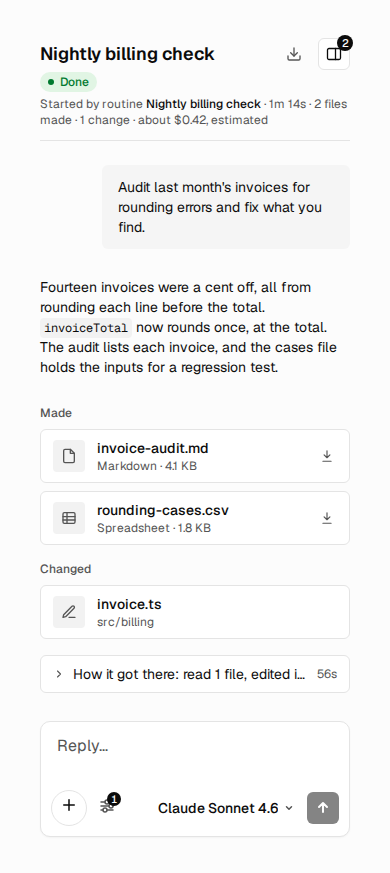 Nightly billing check
2
Done
Started by routine Nightly billing check · 1m 14s · 2 files
made · 1 change · about $0.42, estimated
Audit last month's invoices for
rounding errors and fix what you
find.
Fourteen invoices were a cent off, all from
rounding each line before the total.
invoiceTotal now rounds once, at the total.
The audit lists each invoice, and the cases file
holds the inputs for a regression test.
Made
invoice-audit.md
Markdown · 4.1 KB
rounding-cases.csv
Spreadsheet · 1.8 KB
Changed
invoice.ts
src/billing
How it got there: read 1 file, edited i... 56s
Reply...
1
Claude Sonnet 4.6